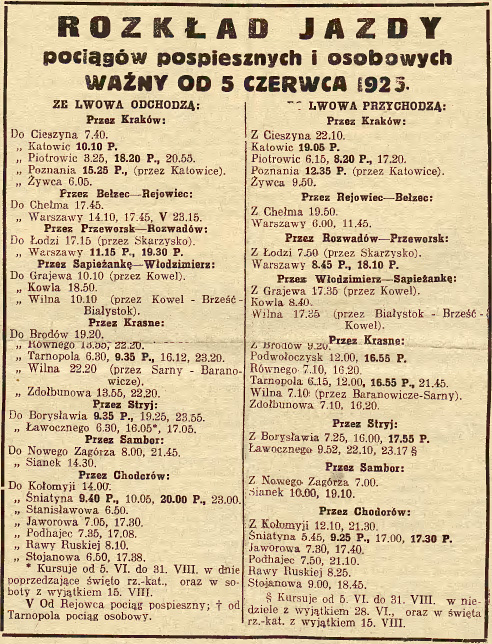 ROZKŁAD JAZDY
pociągów pospiesznych i osobowych
WAŻNY OD 5 CZERWCA 1925.
ZE LWOWA ODCHODZĄ:
Przez Kraków:
Do Cieszyna 7.40.
„ Katowic 10.10 P.
„ Piotrowic 3.25, 18.20 P., 20.55.
„ Poznania 15.25 P., (przez Katowice).
„ Żywca 6.05.
Przez Bełżec—Rejowiec:
Do Chełma 17.45.
„ Warszawy 14.10, 17.45, V 23.15.
Przez Przeworsk—Rozwadów:
Do Łodzi 17.15 (przez Skarzysko).
„ Warszawy 11.15 P., 19.30 P.
Przez Sapieżankę—Włodzimierz:
Do Grajewa 10.10 (przez Kowel).
„ Kowla 18.50.
„ Wilna 10.10 (przez Kowel - Brześć-
Białystok).
Przez Krasne:
Do Brodów 19.20.
„ Równego 13.55, 22.20.
„ Tarnopola 6.30, 9.35 P., 16.12, 23.20.
„ Wilna 22.20 (przez Sarny - Barano-
wicze).
„ Zdołbunowa 13.55, 22.20.
Przez Stryj:
Do Borysławia 9.35 P., 19.25, 23.55.
„ Ławocznego 6.30, 16.05*, 17.05.
Przez Sambor:
Do Nowego Zagórza 8.00, 21.45.
„ Sianek 14.30.
Przez Chodorów:
Do Kołomyji 14.00.
„ Śniatyna 9.40 P., 10.05, 20.00 P., 23.00.
„ Stanisławowa 6.50.
„ Jaworowa 7.05, 17.30.
„ Podhajec 7.35, 17.08.
„ Rawy Ruskiej 8.10.
„ Stojanowa 6.50, 17.38.
* Kursuje od 5. VI. do 31. VIII. w dnie
poprzedzające święto rz.-kat., oraz w so-
boty z wyjątkiem 15. VIII.
V Od Rejowca pociąg pospieszny; † od
Tarnopola pociąg osobowy.
LWOWA PRZYCHODZĄ:
Przez Kraków:
Z Cieszyna 22.10.
Katowic 19.05 P.
Piotrowic 6.15, 8.20 P., 17.20.
Poznania 12.35 P. (przez Katowice).
Żywca 9.50.
Przez Rejowiec—Bełżec:
Z Chełma 19.50.
Warszawy 6.00, 11.45.
Przez Rozwadów—Przeworsk:
Z Łodzi 7.50 (przez Skarzysko).
Warszawy 8.45 P., 18.10 P.
Przez Włodzimierz—Sapieżankę:
Z Grajewa 17.35 (przez Kowel).
Kowla 8.40.
Wilna 17.35 (przez Białystok - Brześć-
Kowel).
Przez Krasne:
Z Brodów 9.20.
Podwołoczysk 12.00, 16.55 P.
Równego 7.10, 16.20.
Tarnopola 6.15, 12.00, 16.55 P., 21.45.
Wilna 7.10 (przez Baranowicze-Sarny).
Zdołbunowa 7.10, 16.20.
Przez Stryj:
Z Borysławia 7.25, 16.00, 17.55 P.
Ławocznego 9.52, 22.10, 23.17 §
Przez Sambor:
Z Nowego Zagórza 7.00.
Sianek 10.00, 19.10.
Przez Chodorów:
Z Kołomyji 12.10, 21.30.
Śniatyna 5.45, 9.25 P., 17.00, 17.30 P.
Jaworowa 7.30, 17.40.
Podhajec 7.50, 21.10.
Rawy Ruskiej 8.25.
Stojanowa 9.00, 18.45.
§ Kursuje od 5. VI. do 31. VIII. w nie-
dziele z wyjątkiem 28. VI., oraz w święta
rz.-kat. z wyjątkiem 15. VIII.